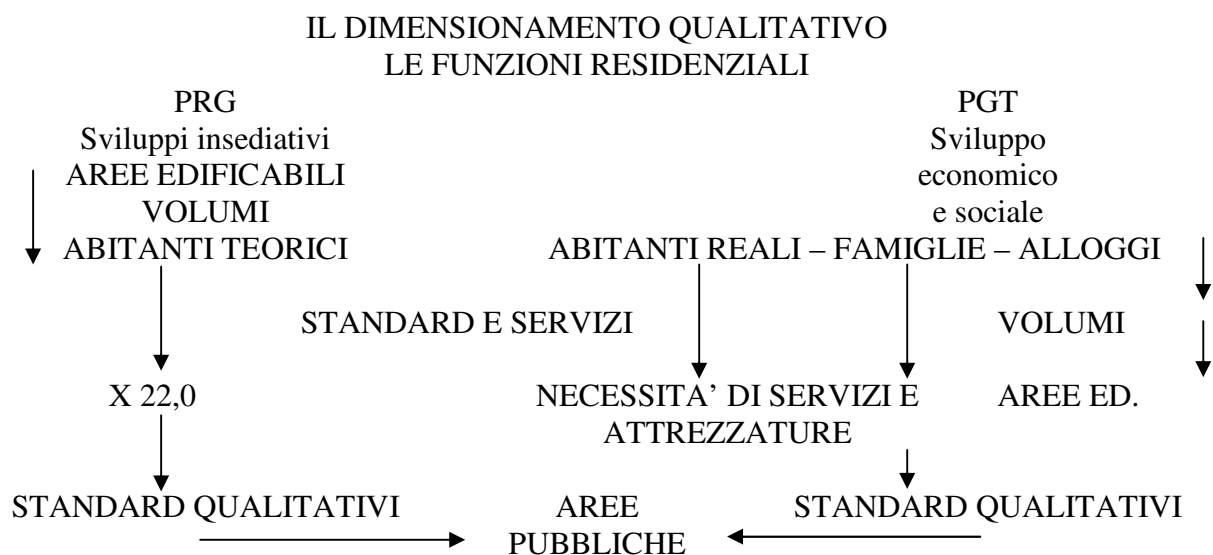 IL DIMENSIONAMENTO QUALITATIVO
LE FUNZIONI RESIDENZIALI
PRG PGT
Sviluppi insediativi Sviluppo
AREE EDIFICABILI economico
VOLUMI e sociale
ABITANTI TEORICI ABITANTI REALI – FAMIGLIE – ALLOGGI
STANDARD E SERVIZI VOLUMI
X 22,0 NECESSITA’ DI SERVIZI E AREE ED.
ATTREZZATURE
STANDARD QUALITATIVI AREE STANDARD QUALITATIVI
PUBBLICHE